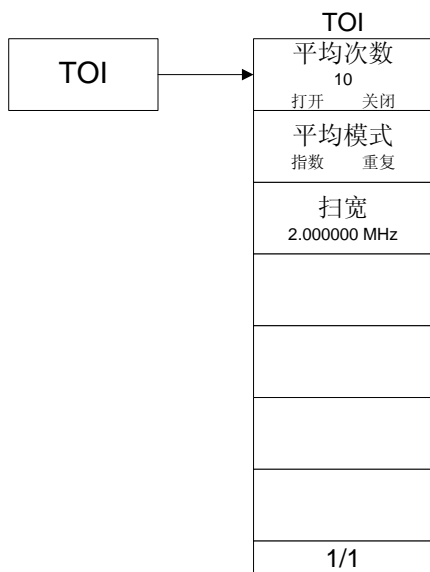 TOI
TOI
平均次数
10
打开 关闭
平均模式
指数 重复
扫宽
2.000000 MHz
1/1